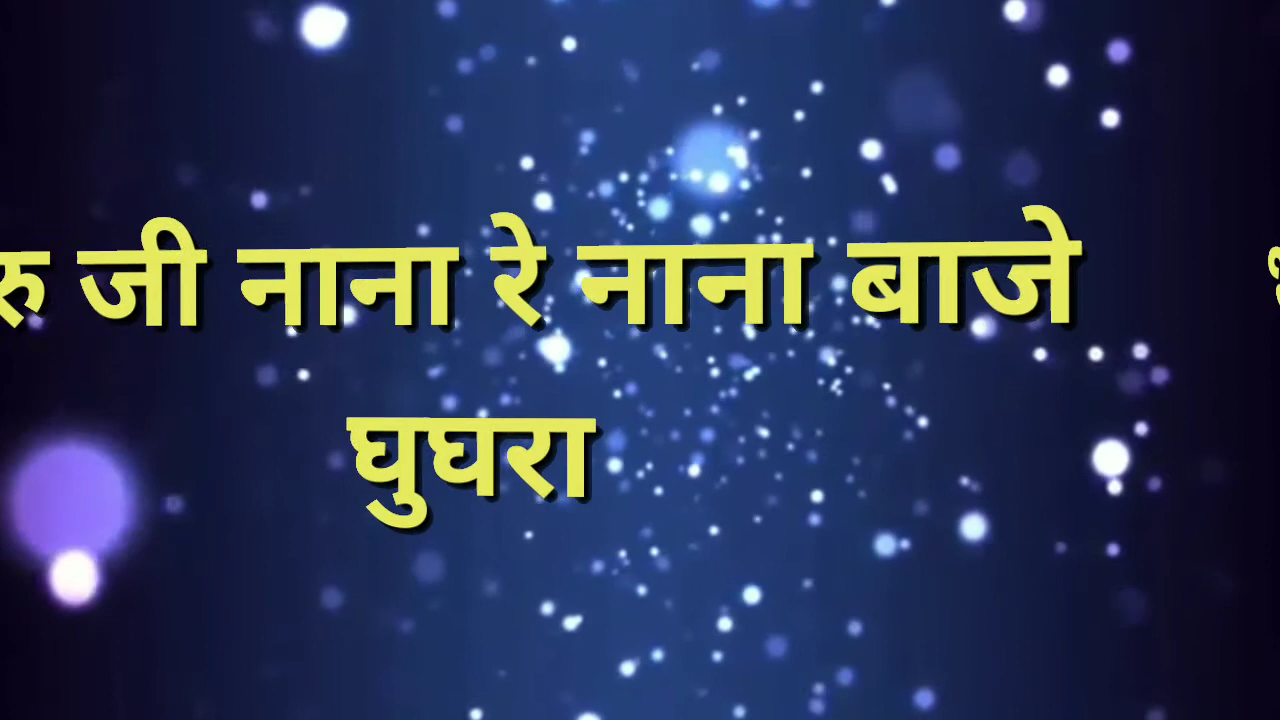 रु जी नाना रे नाना बाजे
घुघरा